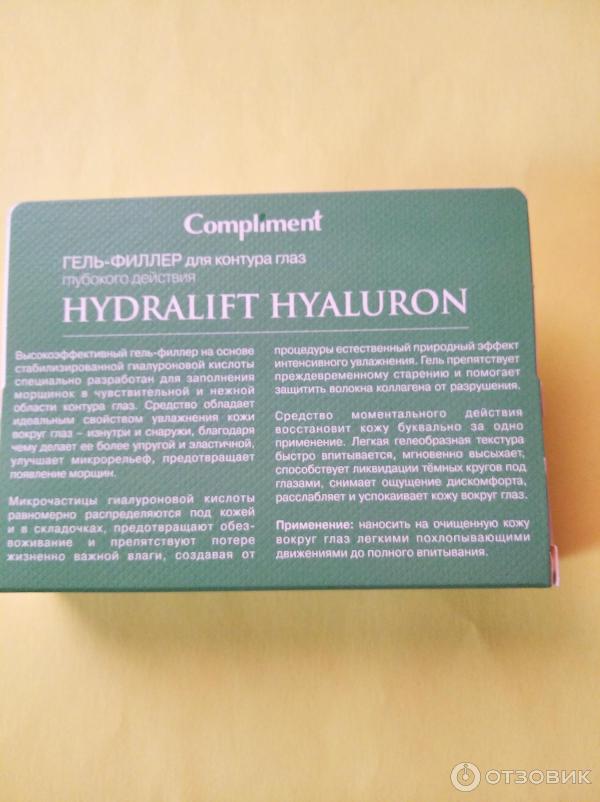 Compliment
ГЕЛЬ-ФИЛЛЕР для контура глаз
глубокого действия
HYDRALIFT HYALURON
Высокоэффективный гель-филлер на основе
стабилизированной гиалуроновой кислоты
специально разработан для заполнения
морщинок в чувствительной и нежной
области контура глаз. Средство обладает
идеальным свойством увлажнения кожи
вокруг глаз – изнутри и снаружи, благодаря
чему делает ее более упругой и эластичной,
улучшает микрорельеф, предотвращает
появление морщин.
Микрочастицы гиалуроновой кислоты
равномерно распределяются под кожей
и в складочках, предотвращают обез-
воживание и препятствуют потере
жизненно важной влаги, создавая от
процедуры естественный природный эффект
интенсивного увлажнения. Гель препятствует
преждевременному старению и помогает
защитить волокна коллагена от разрушения.
Средство моментального действия
восстановит кожу буквально за одно
применение. Легкая гелеобразная текстура
быстро впитывается, мгновенно высыхает,
способствует ликвидации тёмных кругов под
глазами, снимает ощущение дискомфорта,
расслабляет и успокаивает кожу вокруг глаз.
Применение: наносить на очищенную кожу
вокруг глаз легкими похлопывающими
движениями до полного впитывания.
ОТЗОВИК